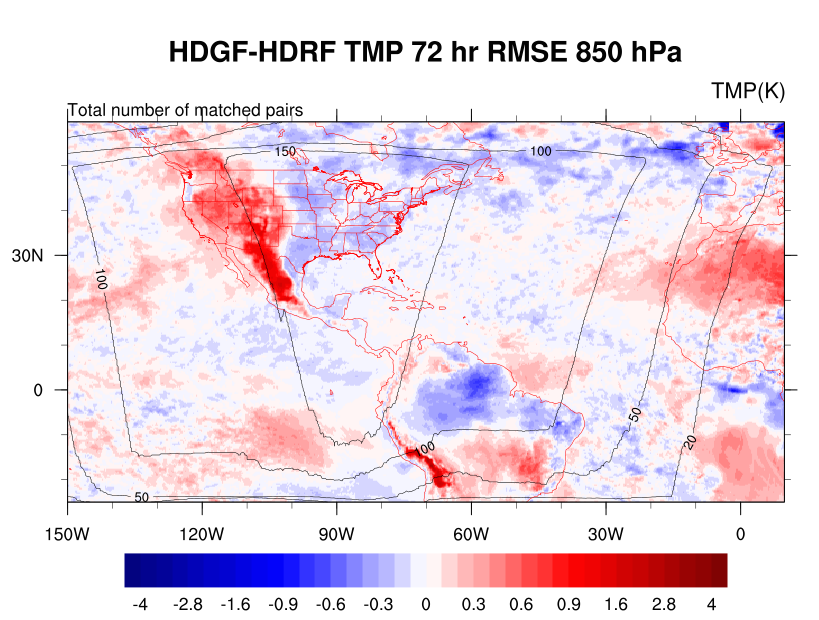 HDGF-HDRF TMP 72 hr RMSE 850 hPa
TMP(K)
Total number of matched pairs
150
100
30N
100
0
50
100
20
50
150W 120W 90W 60W 30W 0
-4 -2.8 -1.6 -0.9 -0.6 -0.3 0 0.3 0.6 0.9 1.6 2.8 4